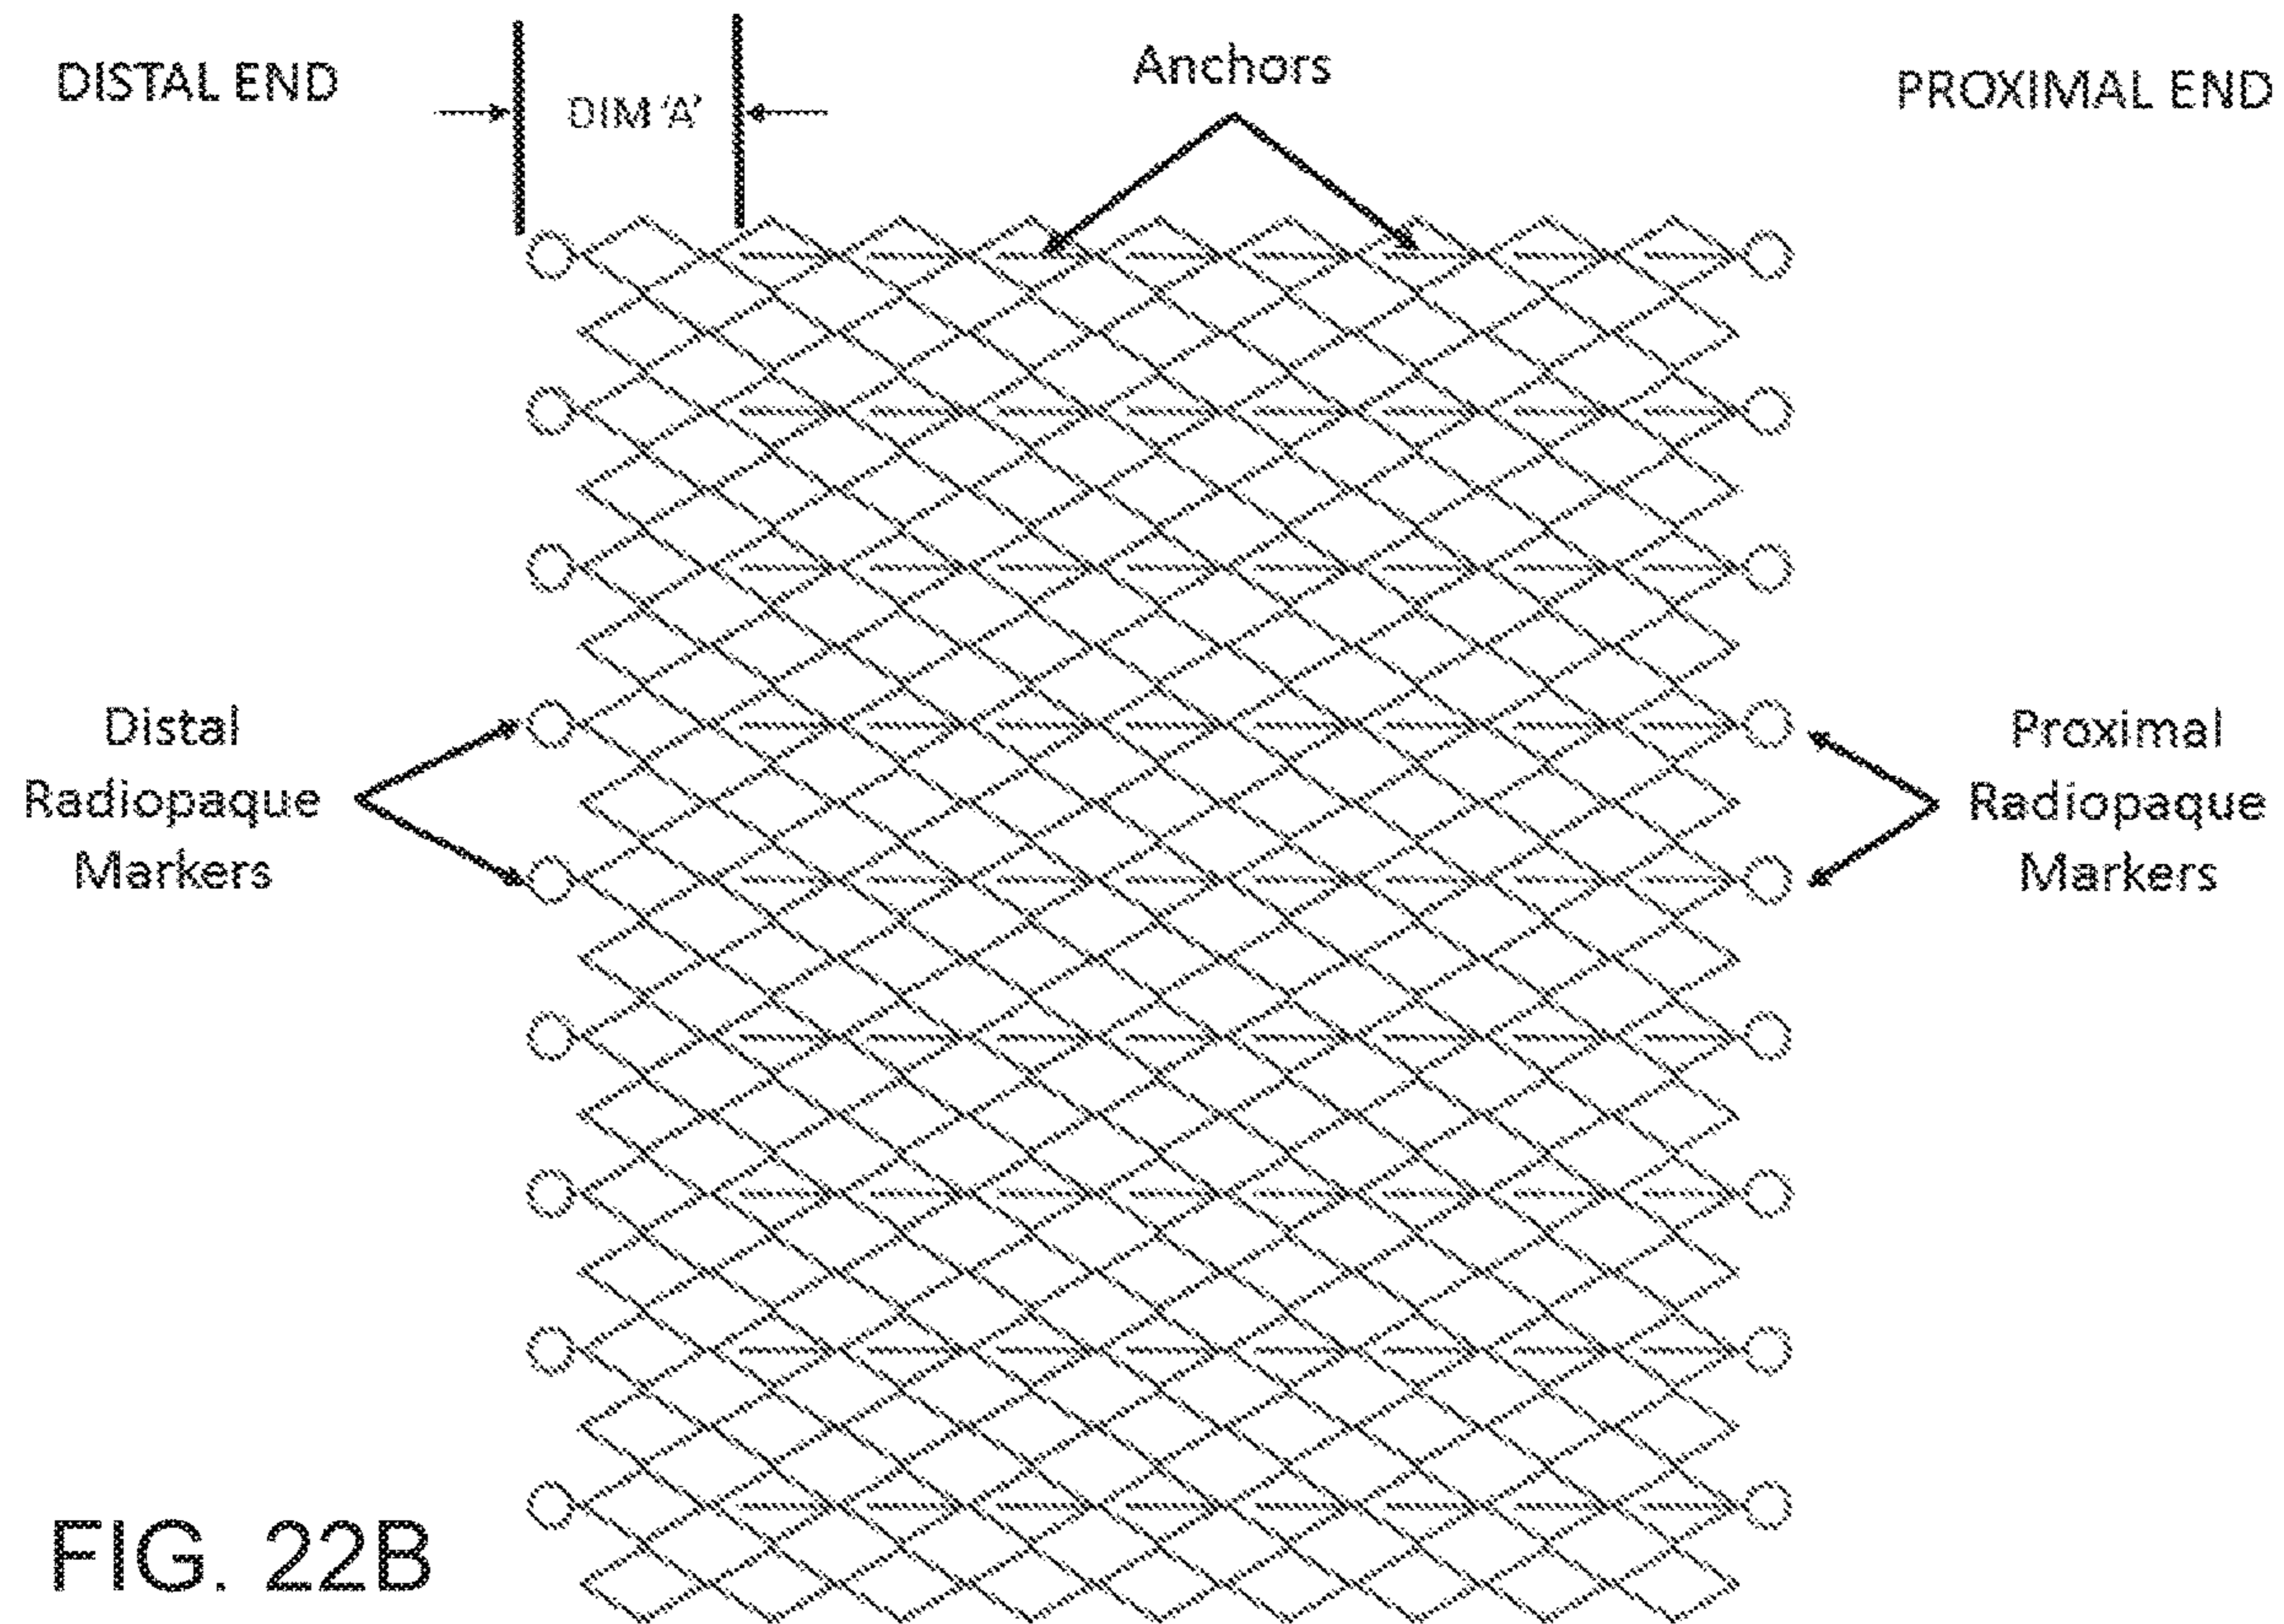 DISTAL END
DIM 'A'
Anchors
PROXIMAL END
Distal
Radiopaque
Markers
Proximal
Radiopaque
Markers
FIG. 22B